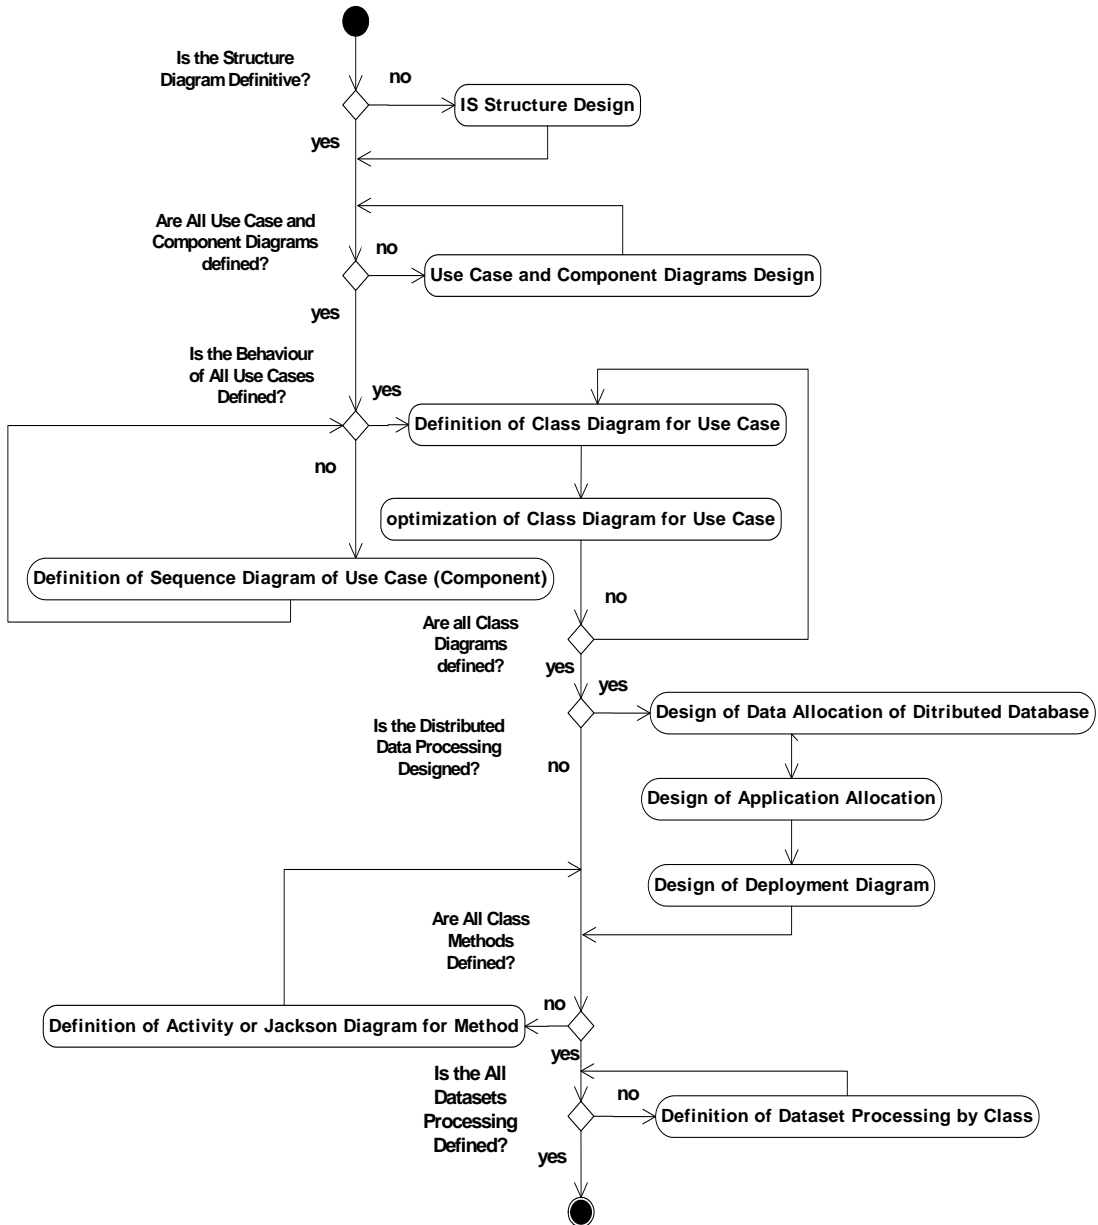 Is the Structure
Diagram Definitive?
no
IS Structure Design
yes
Are All Use Case and
Component Diagrams
defined?
no
Use Case and Component Diagrams Design
yes
Is the Behaviour
of All Use Cases
Defined?
yes
Definition of Class Diagram for Use Case
no
optimization of Class Diagram for Use Case
Definition of Sequence Diagram of Use Case (Component)
no
Are all Class
Diagrams
defined?
yes
yes
Design of Data Allocation of Ditributed Database
Is the Distributed
Data Processing
Designed?
no
Design of Application Allocation
Design of Deployment Diagram
Are All Class
Methods
Defined?
no
Definition of Activity or Jackson Diagram for Method
yes
Is the All
Datasets
Processing
Defined?
no
Definition of Dataset Processing by Class
yes